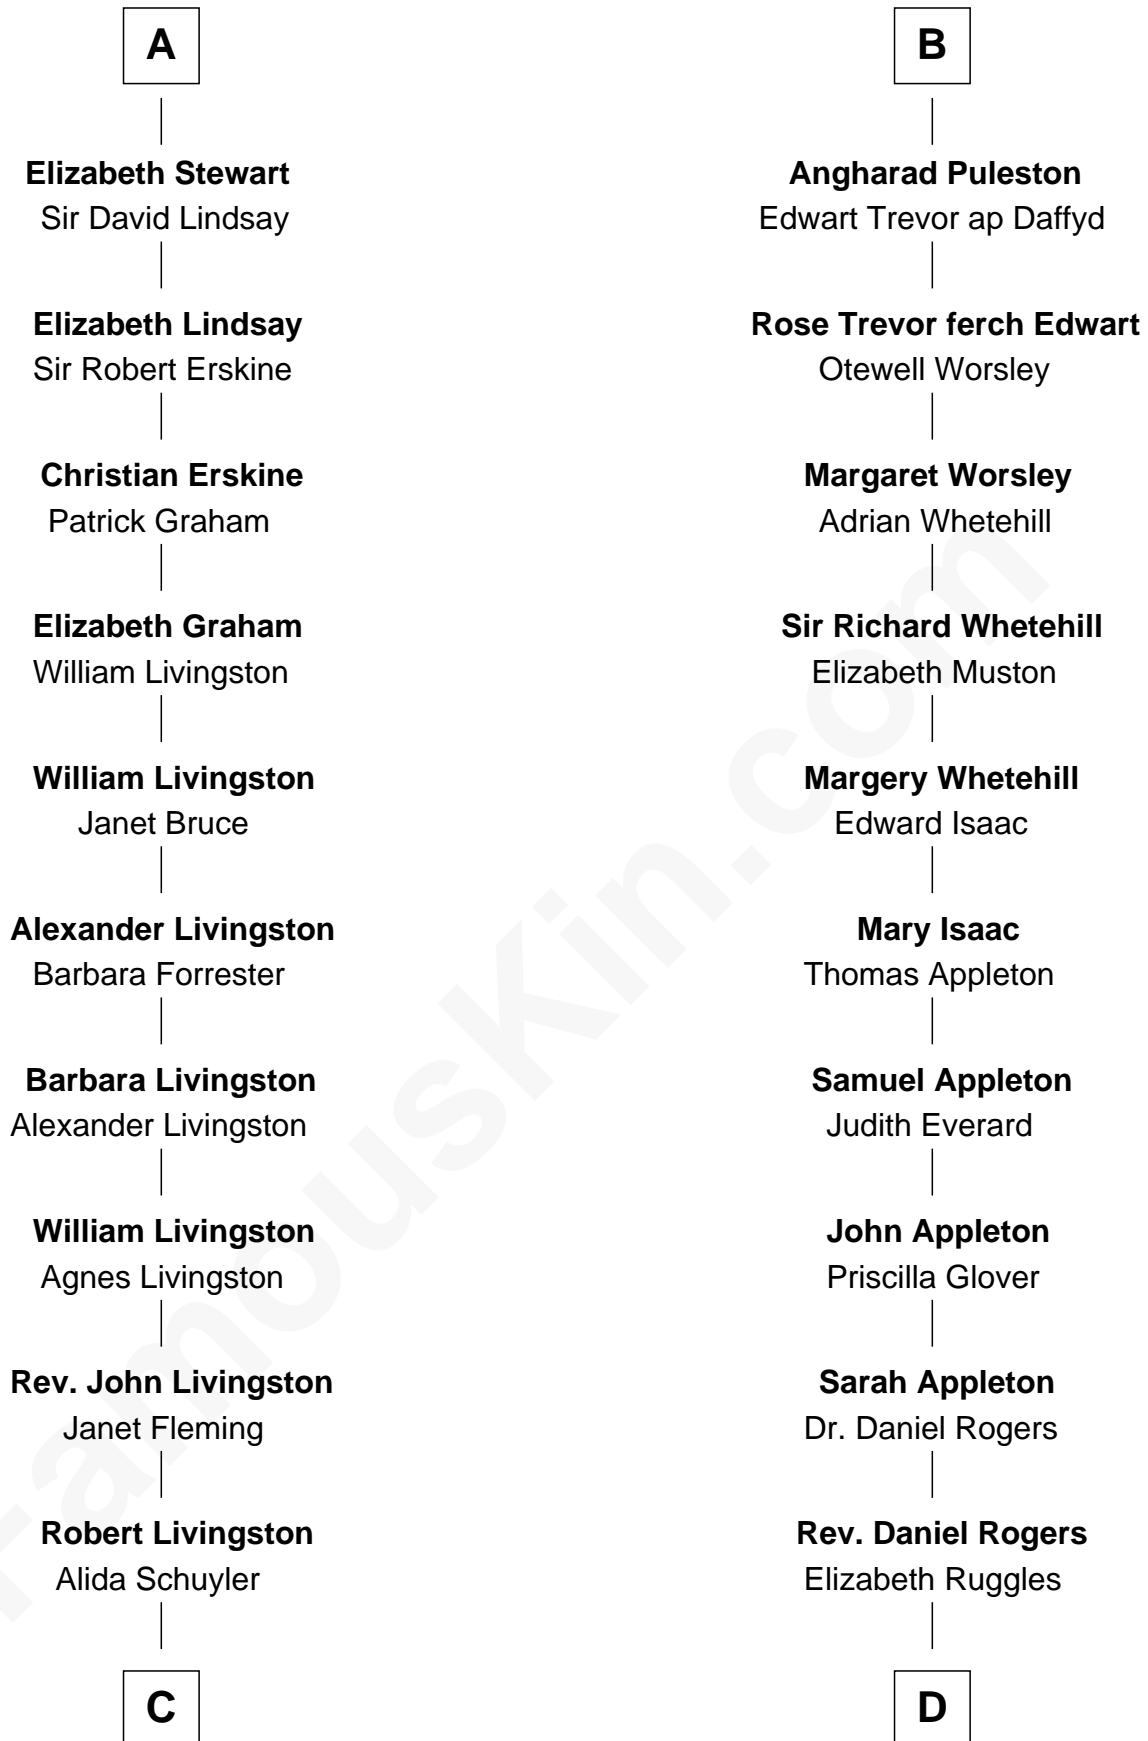 A
Elizabeth Stewart
Sir David Lindsay
Elizabeth Lindsay
Sir Robert Erskine
Christian Erskine
Patrick Graham
Elizabeth Graham
William Livingston
William Livingston
Janet Bruce
Alexander Livingston
Barbara Forrester
Barbara Livingston
Alexander Livingston
William Livingston
Agnes Livingston
Rev. John Livingston
Janet Fleming
Robert Livingston
Alida Schuyler
C
B
Angharad Puleston
Edwart Trevor ap Daffyd
Rose Trevor ferch Edwart
Otewell Worsley
Margaret Worsley
Adrian Whetehill
Sir Richard Whetehill
Elizabeth Muston
Margery Whetehill
Edward Isaac
Mary Isaac
Thomas Appleton
Samuel Appleton
Judith Everard
John Appleton
Priscilla Glover
Sarah Appleton
Dr. Daniel Rogers
Rev. Daniel Rogers
Elizabeth Ruggles
D
FamousKin.com